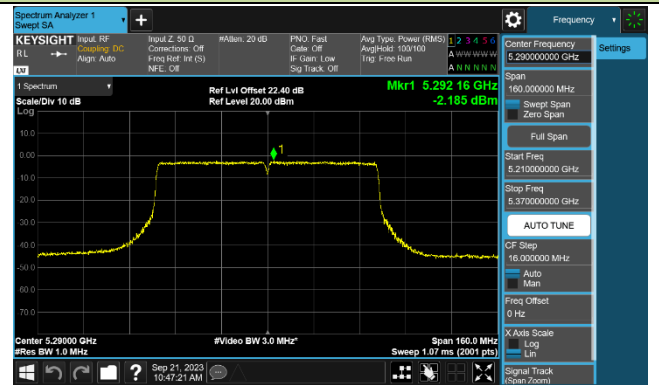 Spectrum Analyzer 1
Swept SA
Frequency
KEYSIGHT
Input: RF
Input Z: 50 Ω
#Atten: 20 dB
PNO: Fast
Avg Type: Power (RMS)
1 2 3 4 5 6
RL
Coupling: DC
Corrections: Off
Gate: Off
Avg|Hold: 100/100
A W W W W W
Align: Auto
Freq Ref: Int (S)
IF Gain: Low
Trig: Free Run
LXI
NFE: Off
Sig Track: Off
A N N N N N
1 Spectrum
Ref Lvl Offset 22.40 dB
Mkr1 5.292 16 GHz
Scale/Div 10 dB
Ref Level 20.00 dBm
-2.185 dBm
Log
1
10.0
0.00
-10.0
-20.0
-30.0
-40.0
-50.0
-60.0
-70.0
Center 5.29000 GHz
#Video BW 3.0 MHz*
Span 160.0 MHz
#Res BW 1.0 MHz
Sweep 1.07 ms (2001 pts)
Sep 21, 2023
10:47:21 AM
Settings
Center Frequency
5.290000000 GHz
Span
160.000000 MHz
Swept Span
Zero Span
Full Span
Start Freq
5.210000000 GHz
Stop Freq
5.370000000 GHz
AUTO TUNE
CF Step
16.000000 MHz
Auto
Man
Freq Offset
0 Hz
X Axis Scale
Log
Lin
Signal Track
(Span Zoom)